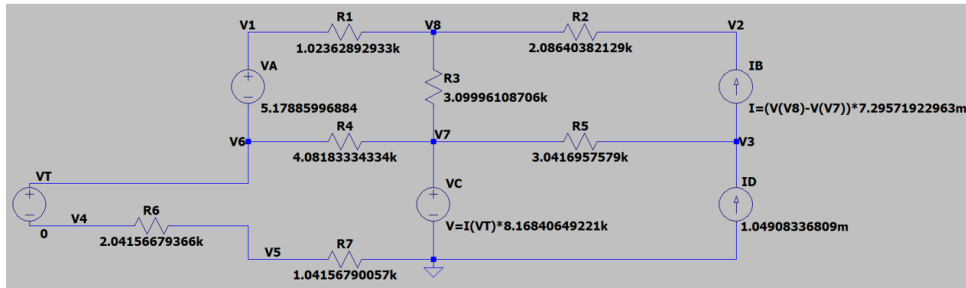 V1 R1 V8 R2 V2
1.02362892933k 2.08640382129k
VA R3 IB
5.17885996884 3.09996108706k I=(V(V8)-V(V7))*7.29571922963m
V6 R4 V7 R5 V3
4.08183334334k 3.0416957579k
VT VC ID
V4 R6 V=I(VT)*8.16840649221k 1.04908336809m
0 2.04156679366k
V5 R7
1.04156790057k